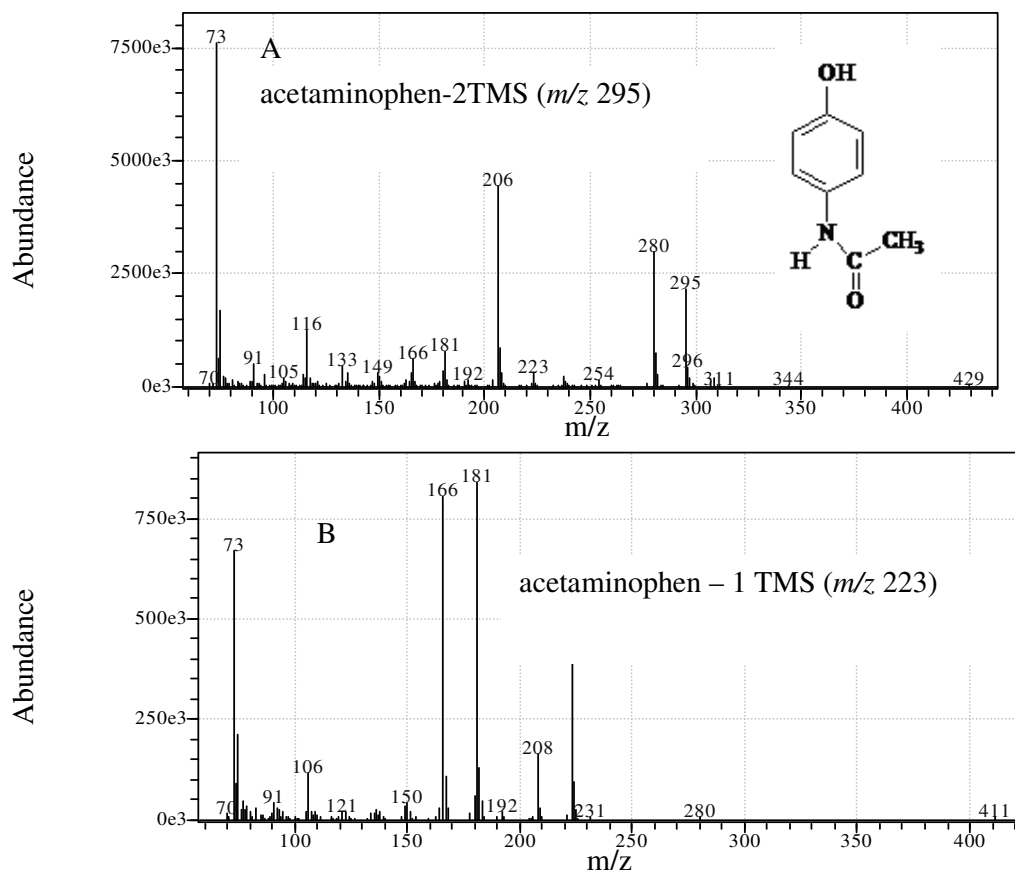 7500e3
73
A
acetaminophen-2TMS (m/z 295)
OH
5000e3
206
N
H
C
CH3
O
280
2500e3
295
116
181
166
91
133
296
149
223
105
192
254
70
311
344
429
0e3
100
150
200
250
300
350
400
m/z
Abundance
181
166
750e3
B
73
acetaminophen – 1 TMS (m/z 223)
500e3
250e3
208
106
91
150
70
121
192
231
280
411
0e3
100
150
200
250
300
350
400
m/z
Abundance